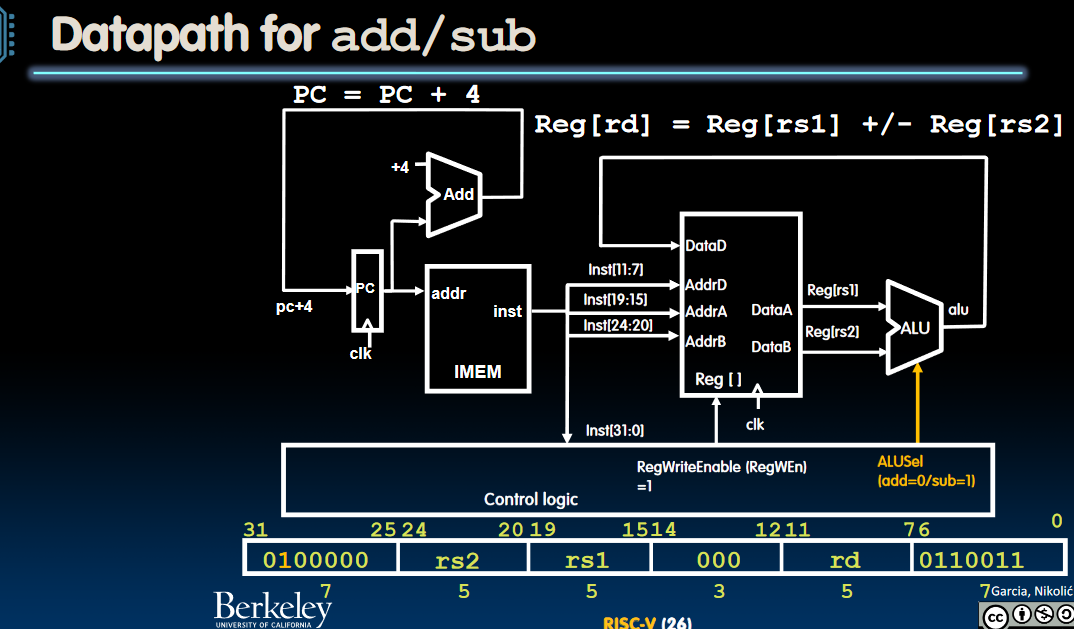 Datapath for add/sub
PC = PC + 4
Reg[rd] = Reg[rs1] +/- Reg[rs2]
+4
Add
DataD
Inst[11:7]
AddrD
PC
addr
Inst[19:15]
Reg[rs1]
pc+4
inst
AddrA
DataA
alu
Inst[24:20]
ALU
Reg[rs2]
AddrB
DataB
clk
IMEM
Reg [ ]
clk
Inst[31:0]
RegWriteEnable (RegWEn)
=1
ALUSel
(add=0/sub=1)
Control logic
31 25 24 20 19 15 14 12 11 7 6 0
0100000 rs2 rs1 000 rd 0110011
7 5 5 3 5 7
Berkeley
UNIVERSITY OF CALIFORNIA
RISC-V (26)
Garcia, Nikolić
cc